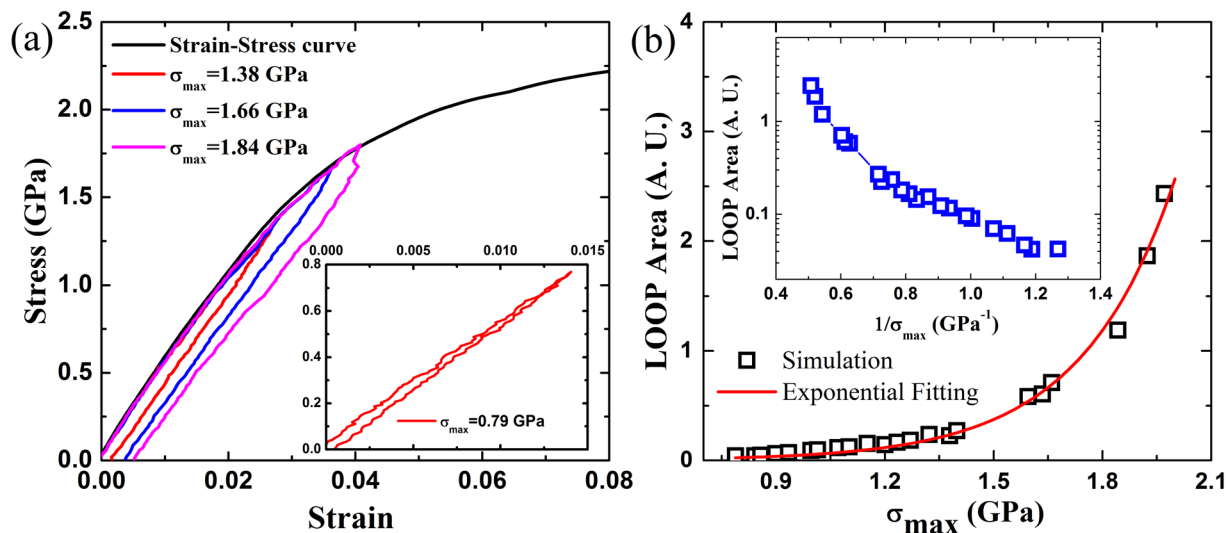 (a)
2.5
2.0
1.5
1.0
0.5
0.0
Stress (GPa)
Strain-Stress curve
σmax=1.38 GPa
σmax=1.66 GPa
σmax=1.84 GPa
0.000 0.005 0.010 0.015
0.8
0.6
0.4
0.2
0.0
σmax=0.79 GPa
0.00 0.02 0.04 0.06 0.08
Strain
(b)
4
3
2
1
0
LOOP Area (A. U.)
LOOP Area (A. U.)
1
0.1
0.4 0.6 0.8 1.0 1.2 1.4
1/σmax (GPa-1)
Simulation
Exponential Fitting
0.9 1.2 1.5 1.8 2.1
σmax (GPa)